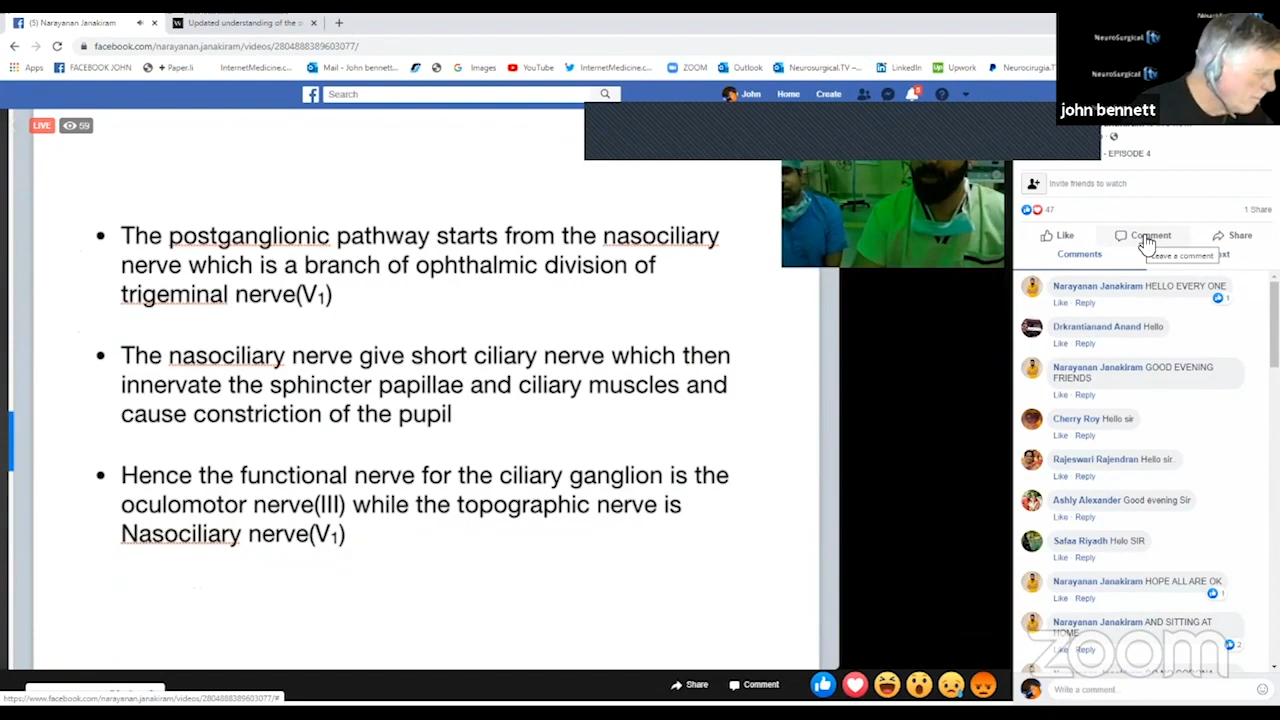 (5) Narayanan Janakiram
Updated understanding of the o
facebook.com/narayanan.janakiram/videos/2804888389603077/
Apps FACEBOOK JOHN + Paper.li InternetMedicine.c... Mail - John bennett... Images YouTube InternetMedicine.c... ZOOM Outlook Neurosurgical.TV –... LinkedIn Upwork Neurocirugia.T
NeuroSurgical tv
NeuroSurgical tv
john bennett
Search
John Home Create
LIVE 59
- EPISODE 4
Invite friends to watch
47 1 Share
Like Comment Share
Leave a comment
Comments
The postganglionic pathway starts from the nasociliary
nerve which is a branch of ophthalmic division of
trigeminal nerve(V₁)
The nasociliary nerve give short ciliary nerve which then
innervate the sphincter papillae and ciliary muscles and
cause constriction of the pupil
Hence the functional nerve for the ciliary ganglion is the
oculomotor nerve(III) while the topographic nerve is
Nasociliary nerve(V₁)
Narayanan Janakiram HELLO EVERY ONE
1
Like · Reply
Drkrantianand Anand Hello
Like · Reply
Narayanan Janakiram GOOD EVENING
FRIENDS
Like · Reply
Cherry Roy Hello sir
Like · Reply
Rajeswari Rajendran Hello sir..
Like · Reply
Ashly Alexander Good evening Sir
Like · Reply
Safaa Riyadh Helo SIR
Like · Reply
Narayanan Janakiram HOPE ALL ARE OK
1
Like · Reply
Narayanan Janakiram AND SITTING AT
HOME
2
Like · Reply
zoom
Write a comment...
Share Comment
https://www.facebook.com/narayanan.janakiram/videos/2804888389603077/#